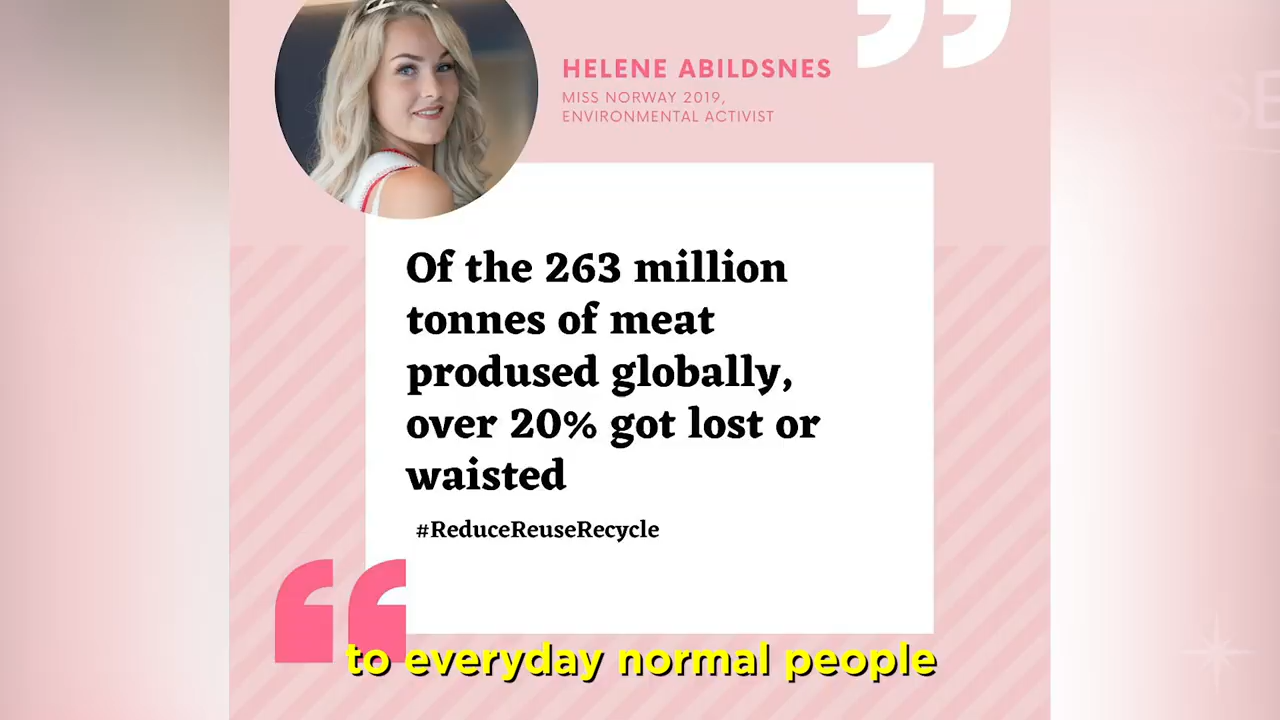 HELENE ABILDSNES
MISS NORWAY 2019,
ENVIRONMENTAL ACTIVIST
Of the 263 million
tonnes of meat
prodused globally,
over 20% got lost or
waisted
#ReduceReuseRecycle
to everyday normal people